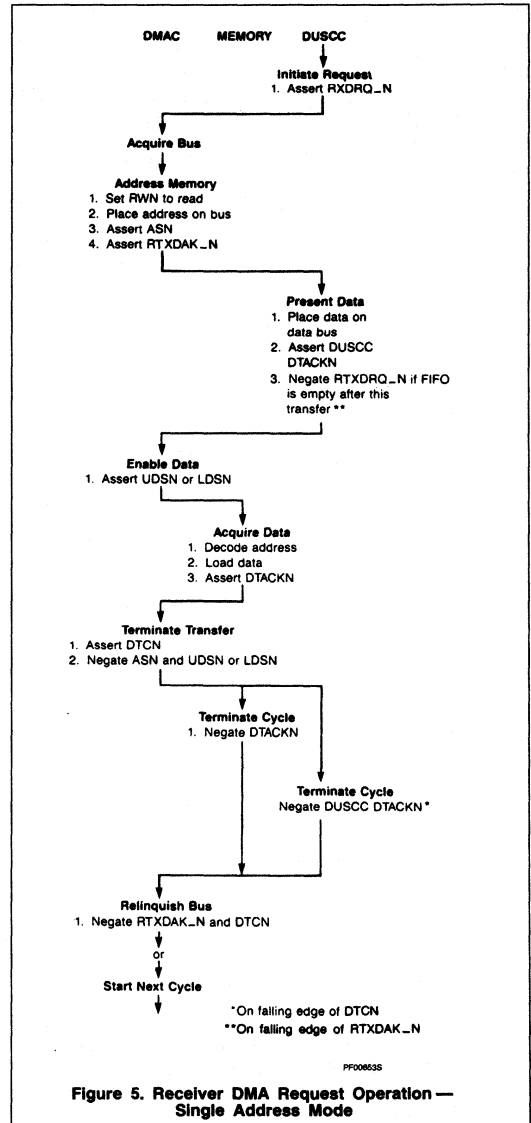 DMAC MEMORY DUSCC
Initiate Request
1. Assert RXDRQ_N
Acquire Bus
Address Memory
1. Set RWN to read
2. Place address on bus
3. Assert ASN
4. Assert RTXDAK_N
Present Data
1. Place data on
data bus
2. Assert DUSCC
DTACKN
3. Negate RTXDRQ_N if FIFO
is empty after this
transfer **
Enable Data
1. Assert UDSN or LDSN
Acquire Data
1. Decode address
2. Load data
3. Assert DTACKN
Terminate Transfer
1. Assert DTCN
2. Negate ASN and UDSN or LDSN
Terminate Cycle
1. Negate DTACKN
Terminate Cycle
Negate DUSCC DTACKN*
Relinquish Bus
1. Negate RTXDAK_N and DTCN
or
Start Next Cycle
*On falling edge of DTCN
**On falling edge of RTXDAK_N
PF00653S
Figure 5. Receiver DMA Request Operation —
Single Address Mode